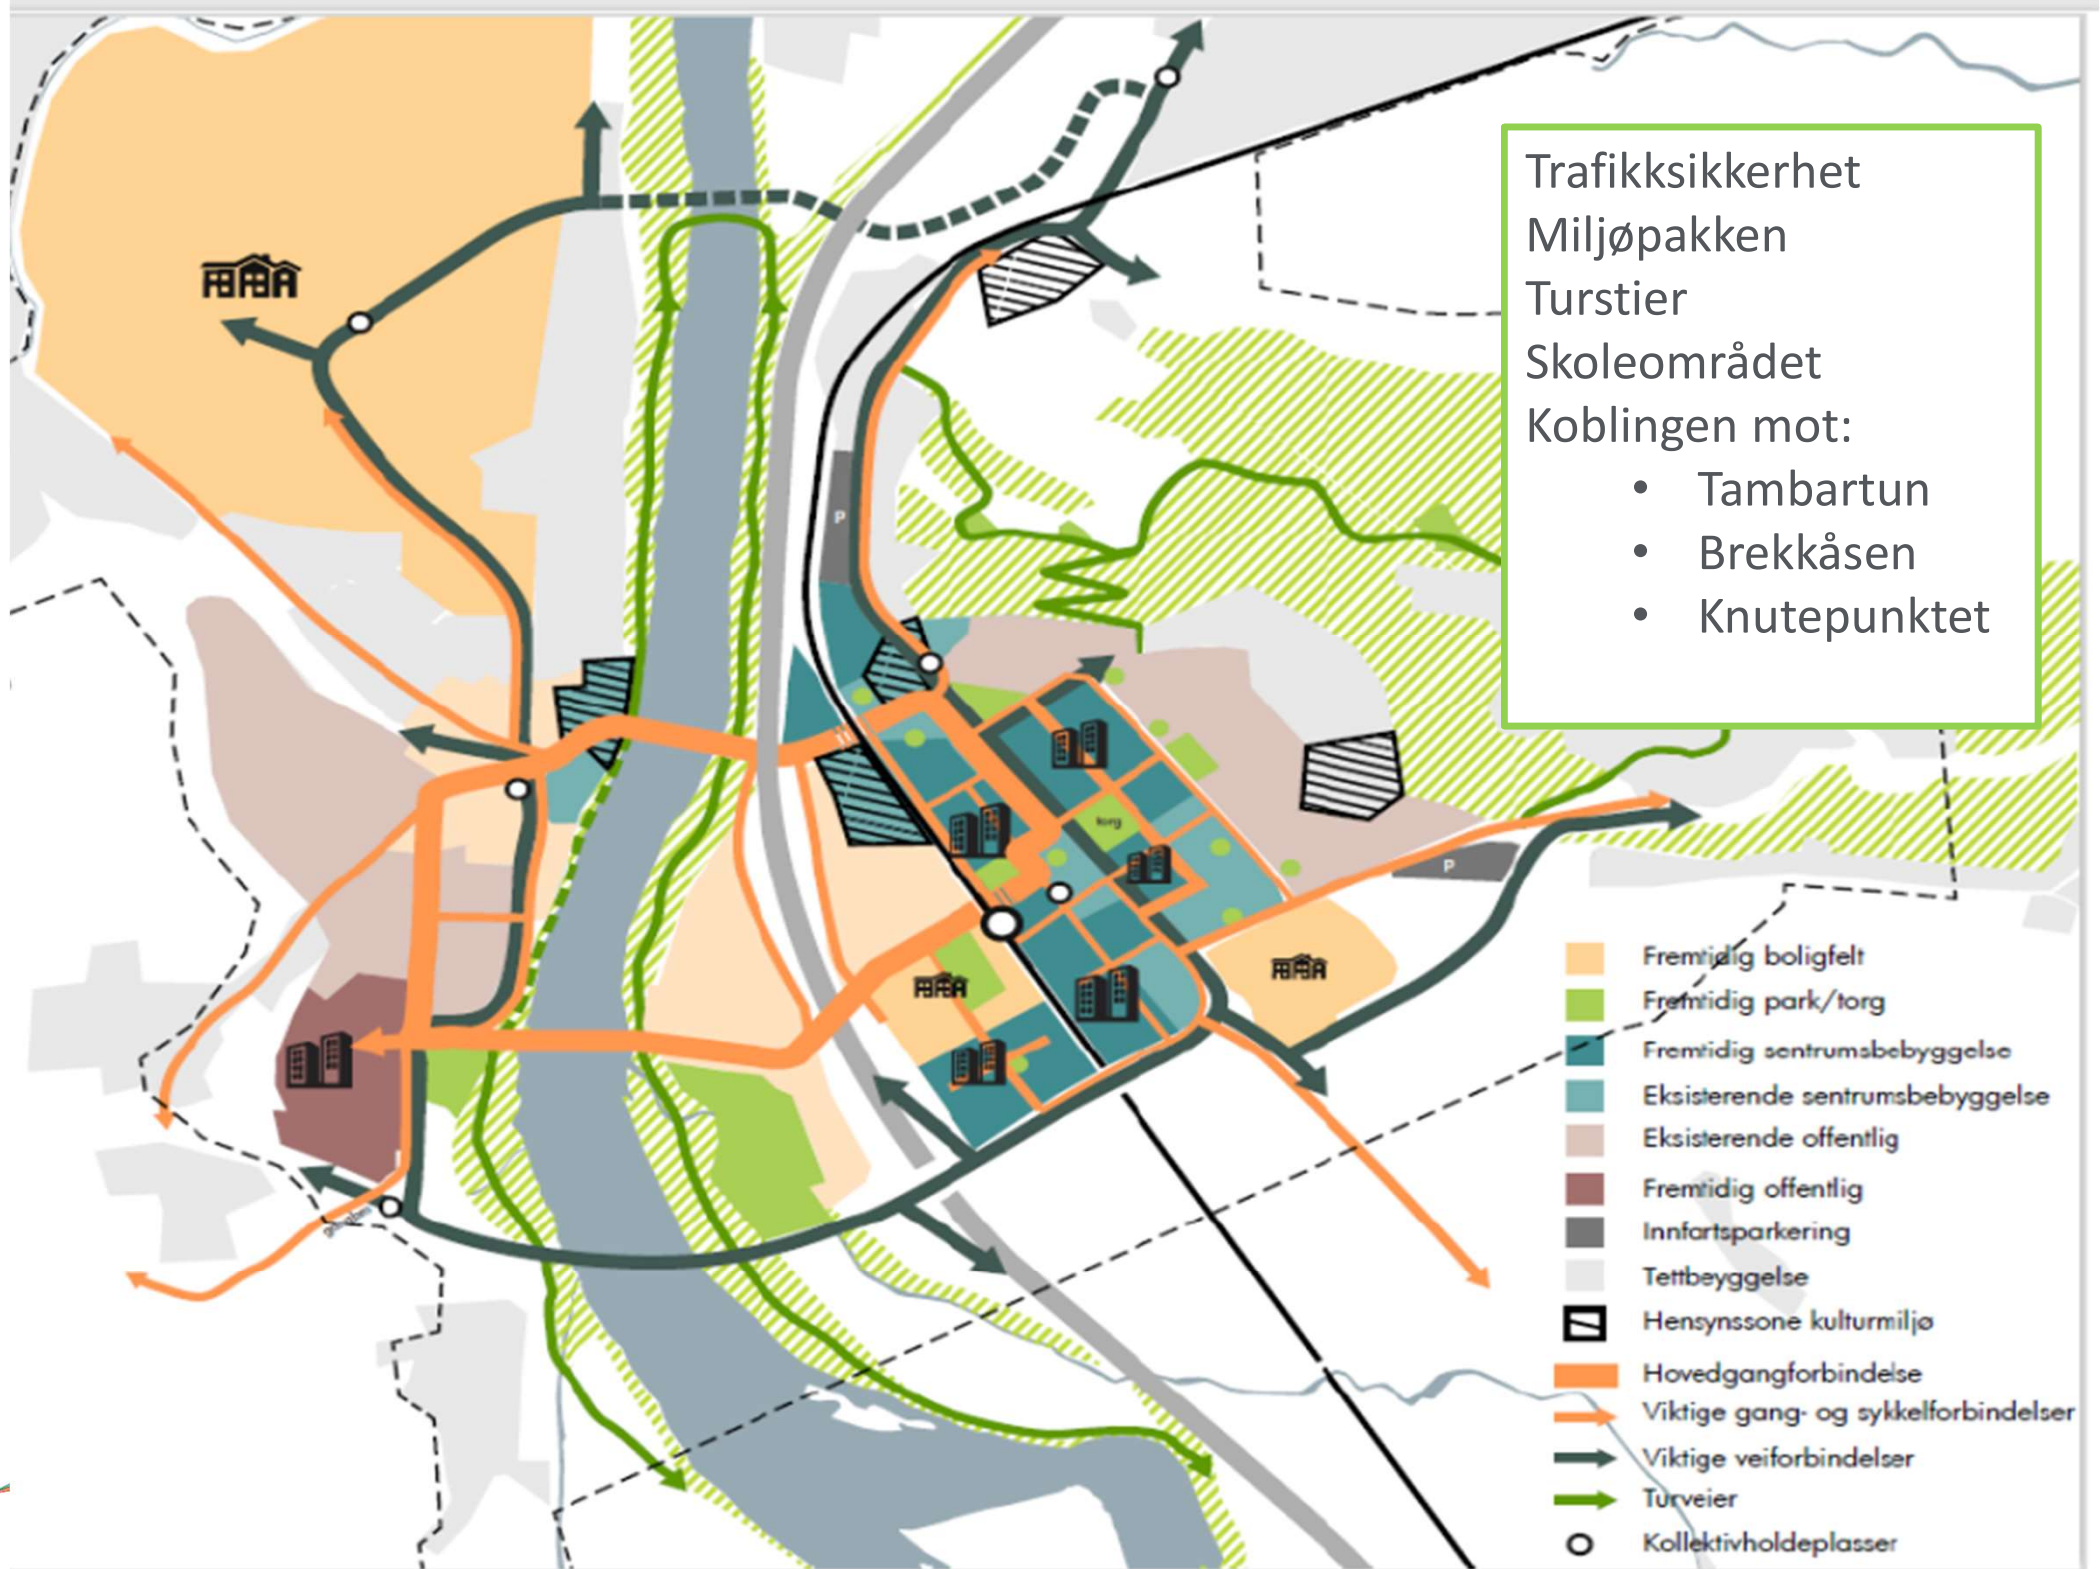 Trafikksikkerhet
Miljøpakken
Turstier
Skoleområdet
Koblingen mot:
• Tambartun
• Brekkåsen
• Knutepunktet
P
torg
P
Fremtidig boligfelt
Fremtidig park/torg
Fremtidig sentrumsbebyggelse
Eksisterende sentrumsbebyggelse
Eksisterende offentlig
Fremtidig offentlig
Innfartsparkering
Tettbeyggelse
Hensynssone kulturmiljø
Hovedgangforbindelse
Viktige gang- og sykkelforbindelser
Viktige veiforbindelser
Turveier
Kollektivholdeplasser